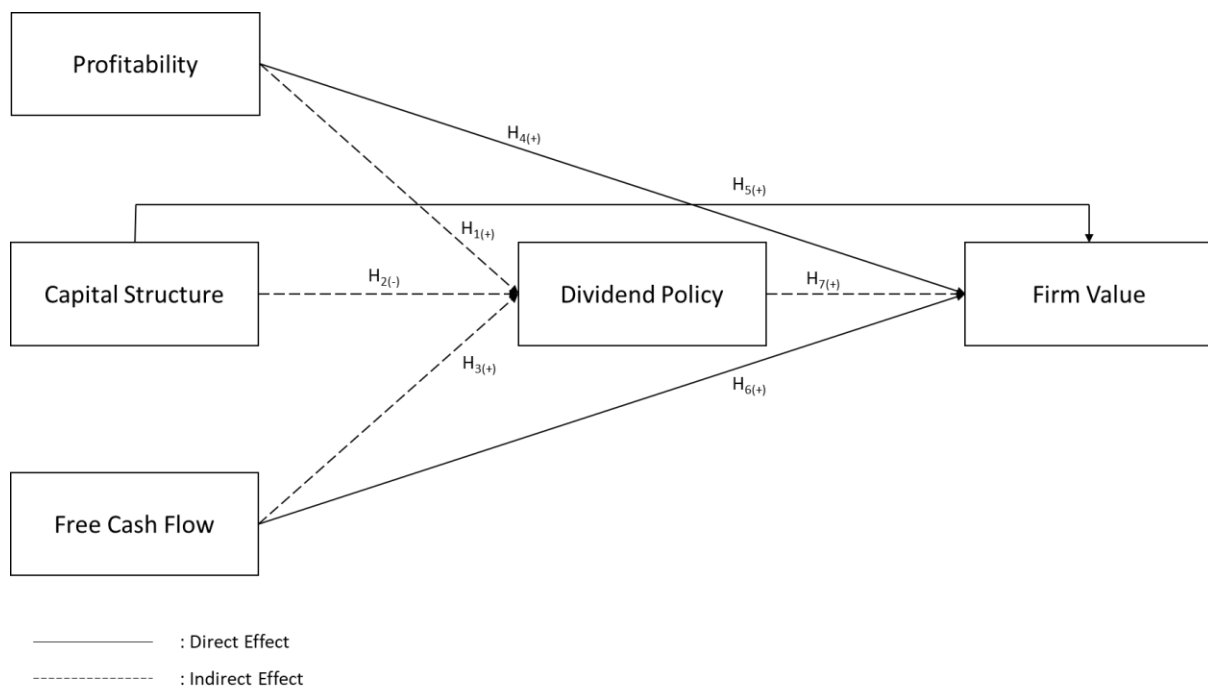 Profitability
H4(+)
H5(+)
H1(+)
Capital Structure
H2(-)
Dividend Policy
H7(+)
Firm Value
H3(+)
H6(+)
Free Cash Flow
: Direct Effect
: Indirect Effect